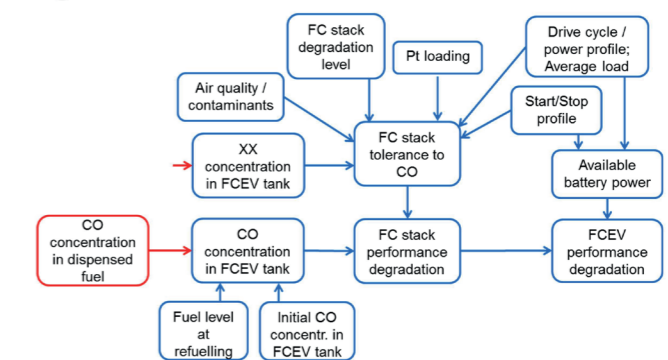 FC stack
degradation
level
Pt loading
Drive cycle /
power profile;
Average load
Air quality /
contaminants
Start/Stop
profile
XX
concentration
in FCEV tank
FC stack
tolerance to
CO
Available
battery power
CO
concentration
in dispensed
fuel
CO
concentration
in FCEV tank
FC stack
performance
degradation
FCEV
performance
degradation
Fuel level
at
refuelling
Initial CO
concentr. in
FCEV tank